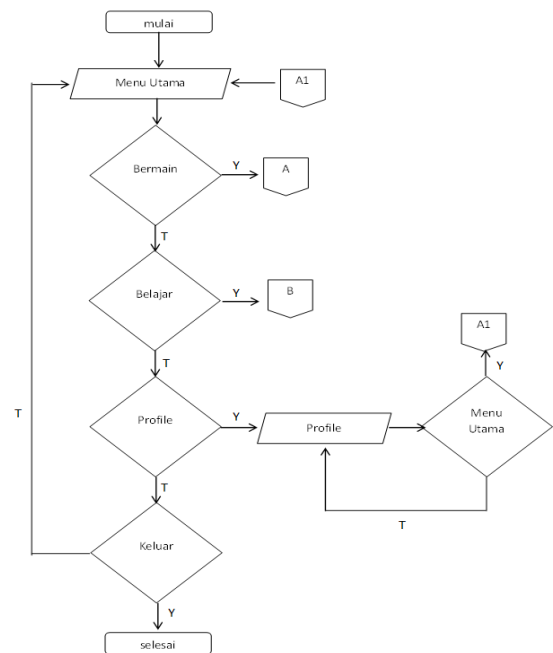 mulai
Menu Utama
A1
Bermain
Y
A
T
Belajar
Y
B
T
A1
Y
Profile
Y
Profile
Menu
Utama
T
T
T
Keluar
Y
selesai